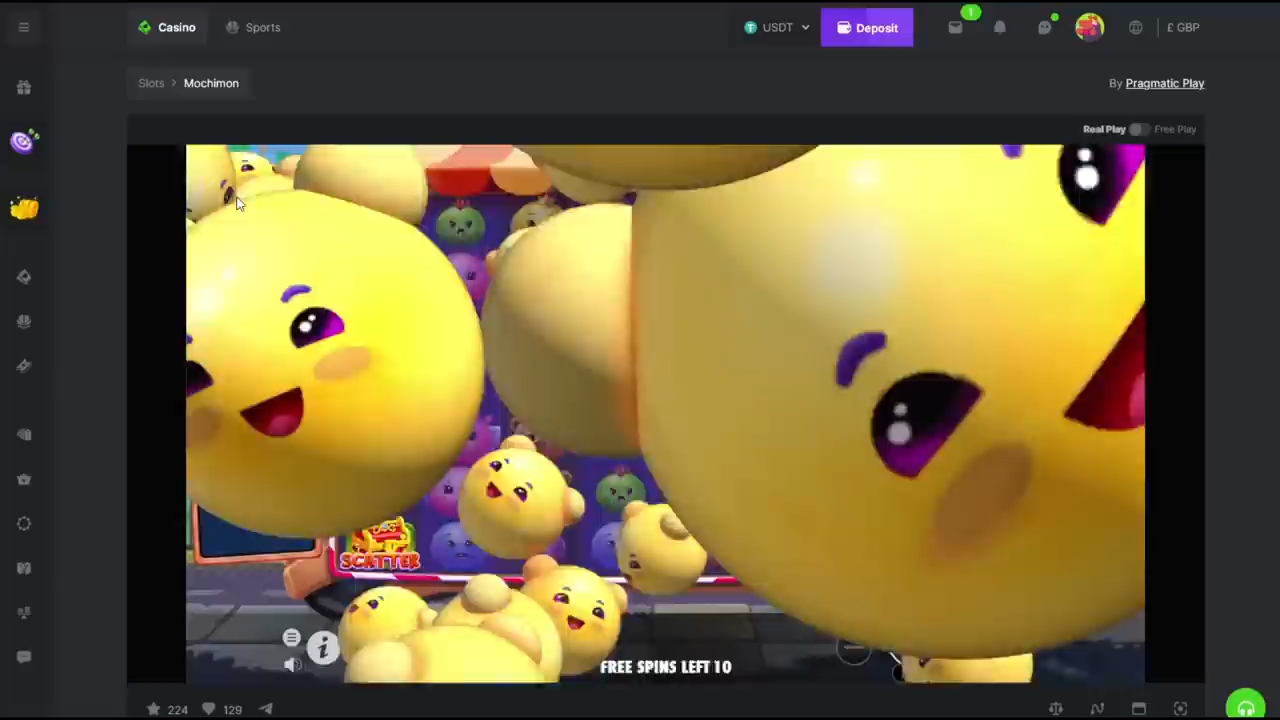 Casino
Sports
USDT
Deposit
1
£ GBP
Slots > Mochimon
By Pragmatic Play
Real Play
Free Play
SCATTER
FREE SPINS LEFT 10
224
129